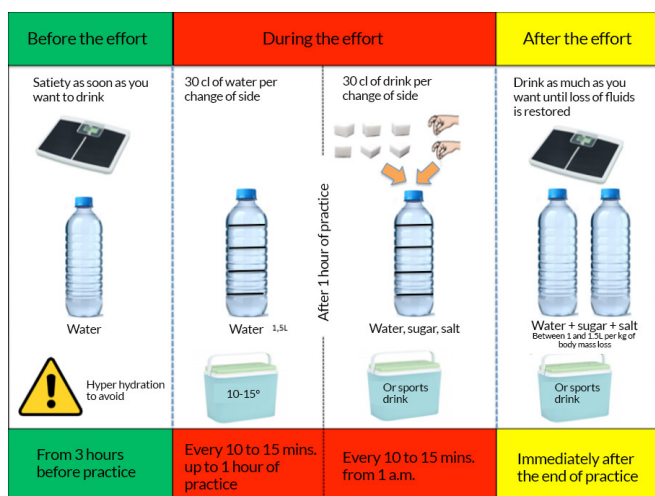 Before the effort
During the effort
After the effort
Satiety as soon as you
want to drink
30 cl of water per
change of side
30 cl of drink per
change of side
Drink as much as you
want until loss of fluids
is restored
After 1 hour of practice
Water
Water 1,5L
Water, sugar, salt
Water + sugar + salt
Between 1 and 1.5L per kg of
body mass loss
Hyper hydration
to avoid
10-15°
Or sports
drink
Or sports
drink
From 3 hours
before practice
Every 10 to 15 mins.
up to 1 hour of
practice
Every 10 to 15 mins.
from 1 a.m.
Immediately after
the end of practice